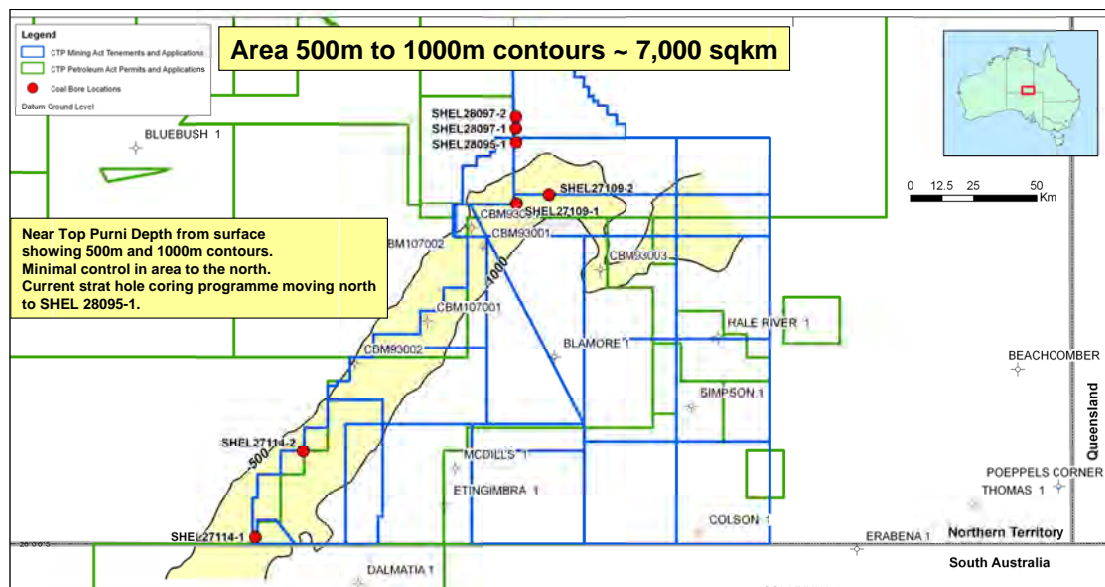 Legend
CTP Mining Act Tenements and Applications
CTP Petroleum Act Permits and Applications
Coal Bore Locations
Datum Ground Level
Area 500m to 1000m contours ~ 7,000 sqkm
BLUEBUSH 1
SHEL28097-2
SHEL28097-1
SHEL28095-1
SHEL27109-2
SHEL27109-1
0 12.5 25 50
Km
Near Top Purni Depth from surface
showing 500m and 1000m contours.
Minimal control in area to the north.
Current strat hole coring programme moving north
to SHEL 28095-1.
CBM93001
CBM107002
CBM93003
1000
CBM107001
HALE RIVER 1
BLAMORE 1
CBM93002
BEACHCOMBER
SIMPSON 1
Queensland
SHEL27114-2
500
MCDILLS 1
ETINGIMBRA 1
POEPPELS CORNER
THOMAS 1
COLSON 1
SHEL27114-1
ERABENA 1
Northern Territory
South Australia
DALMATIA 1